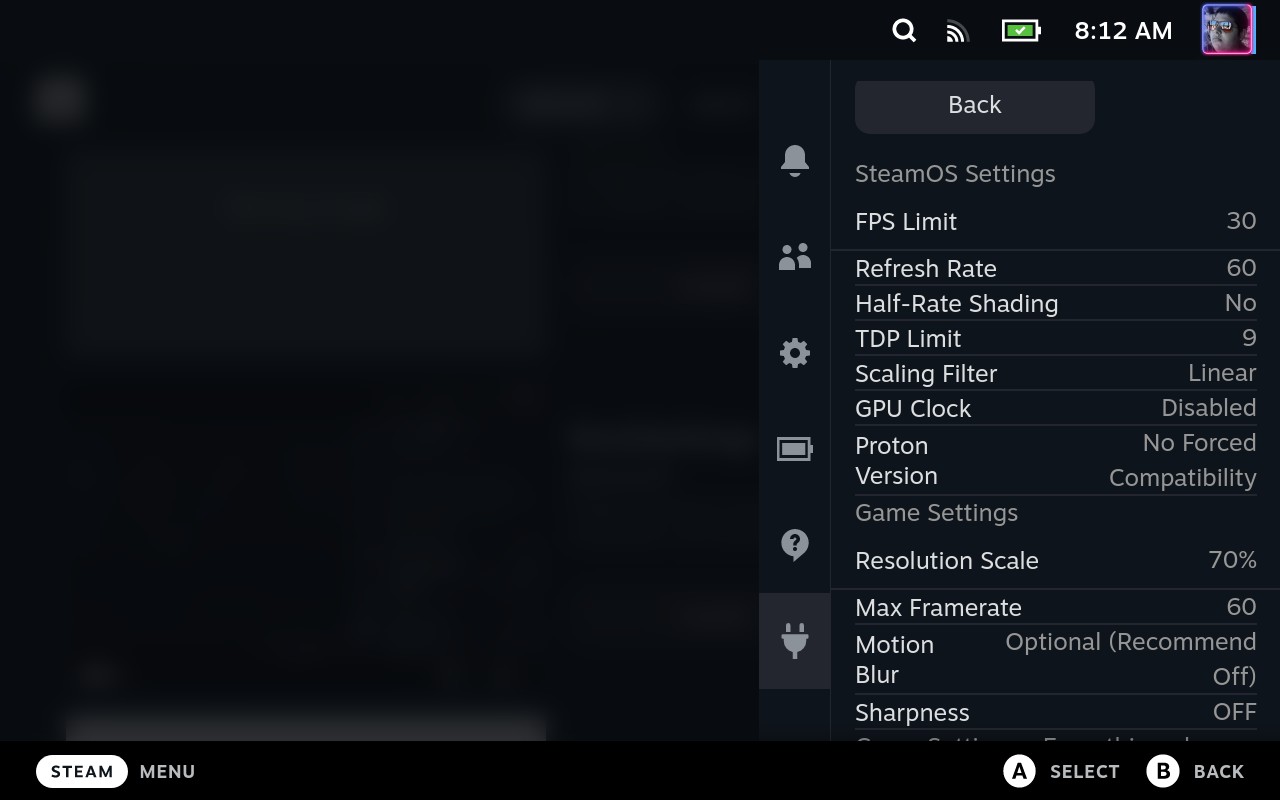 8:12 AM
Back
SteamOS Settings
FPS Limit 30
Refresh Rate 60
Half-Rate Shading No
TDP Limit 9
Scaling Filter Linear
GPU Clock Disabled
Proton Version No Forced Compatibility
Game Settings
Resolution Scale 70%
Max Framerate 60
Motion Blur Optional (Recommend Off)
Sharpness OFF
STEAM MENU A SELECT B BACK